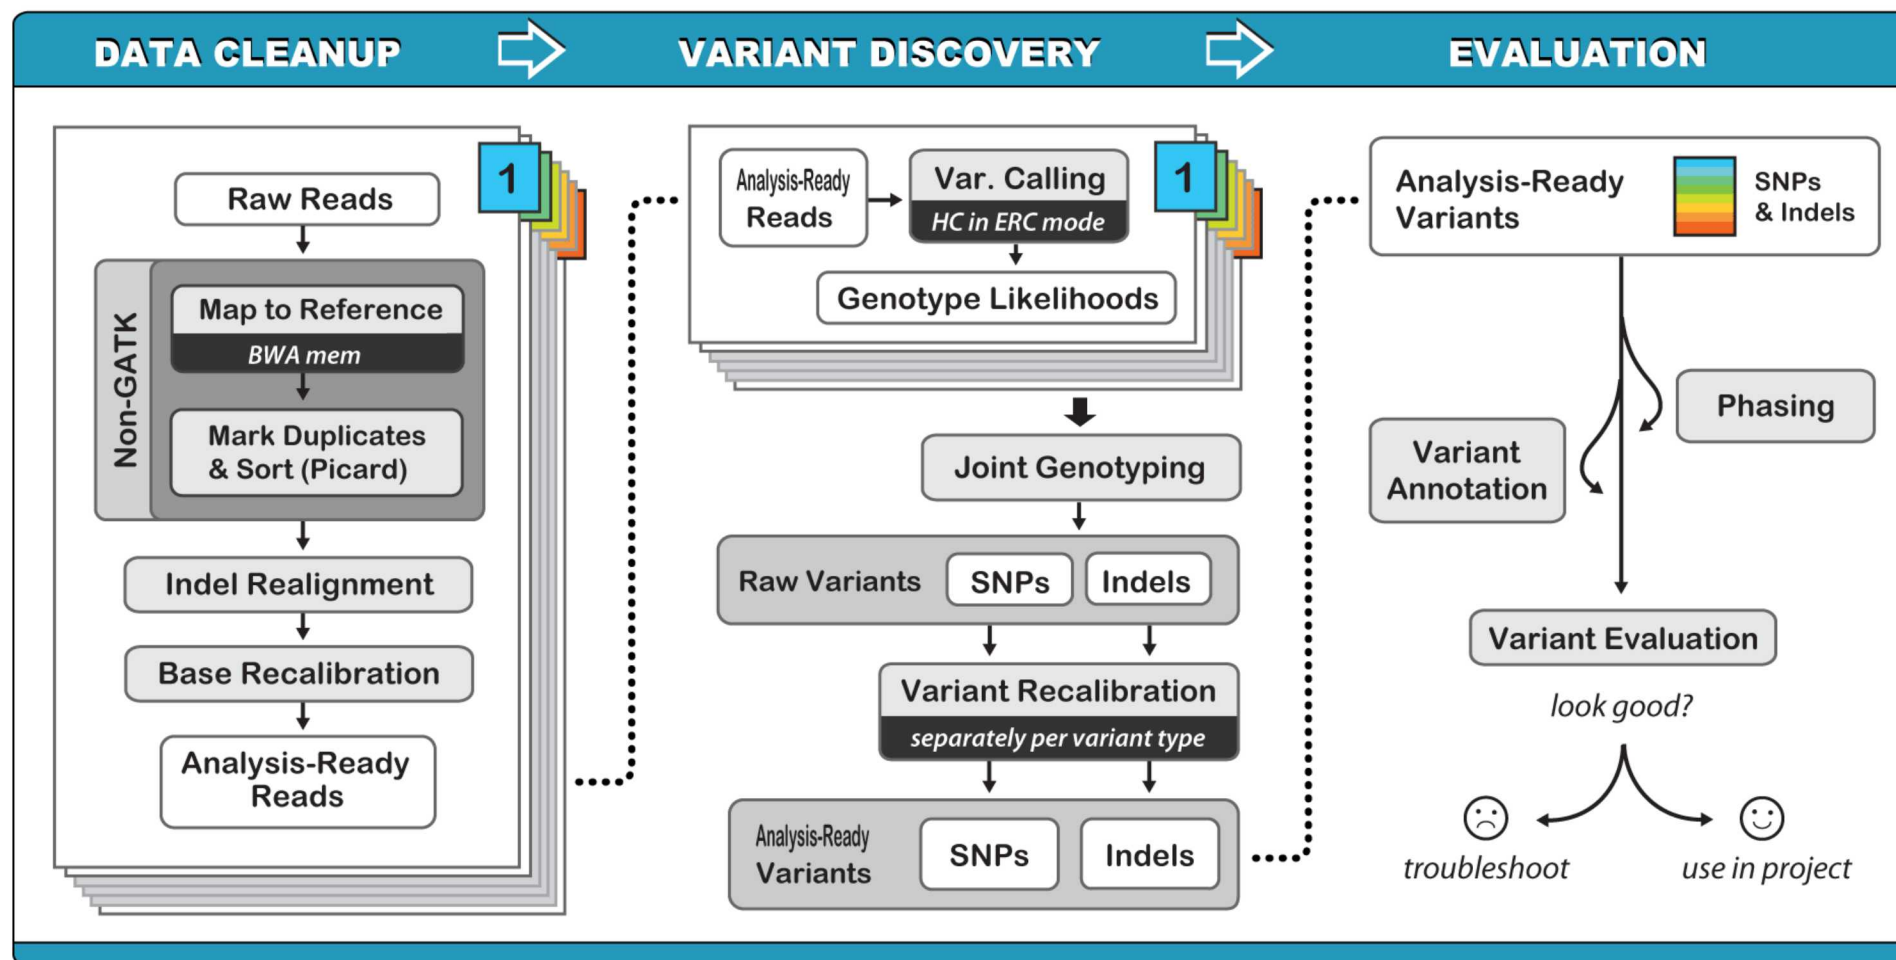 DATA CLEANUP
VARIANT DISCOVERY
EVALUATION
1
Raw Reads
Non-GATK
Map to Reference
BWA mem
Mark Duplicates
& Sort (Picard)
Indel Realignment
Base Recalibration
Analysis-Ready
Reads
1
Analysis-Ready
Reads
Var. Calling
HC in ERC mode
Genotype Likelihoods
Joint Genotyping
Raw Variants
SNPs
Indels
Variant Recalibration
separately per variant type
Analysis-Ready
Variants
SNPs
Indels
Analysis-Ready
Variants
SNPs
& Indels
Phasing
Variant
Annotation
Variant Evaluation
look good?
troubleshoot
use in project